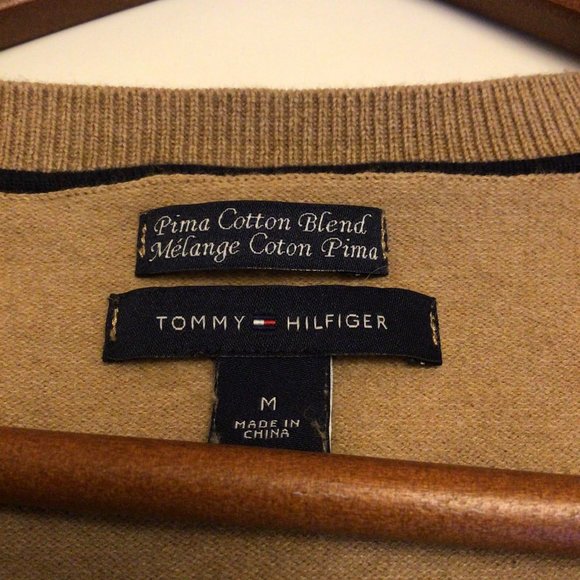 Pima Cotton Blend
Mélange Coton Pima
TOMMY HILFIGER
M
MADE IN
CHINA